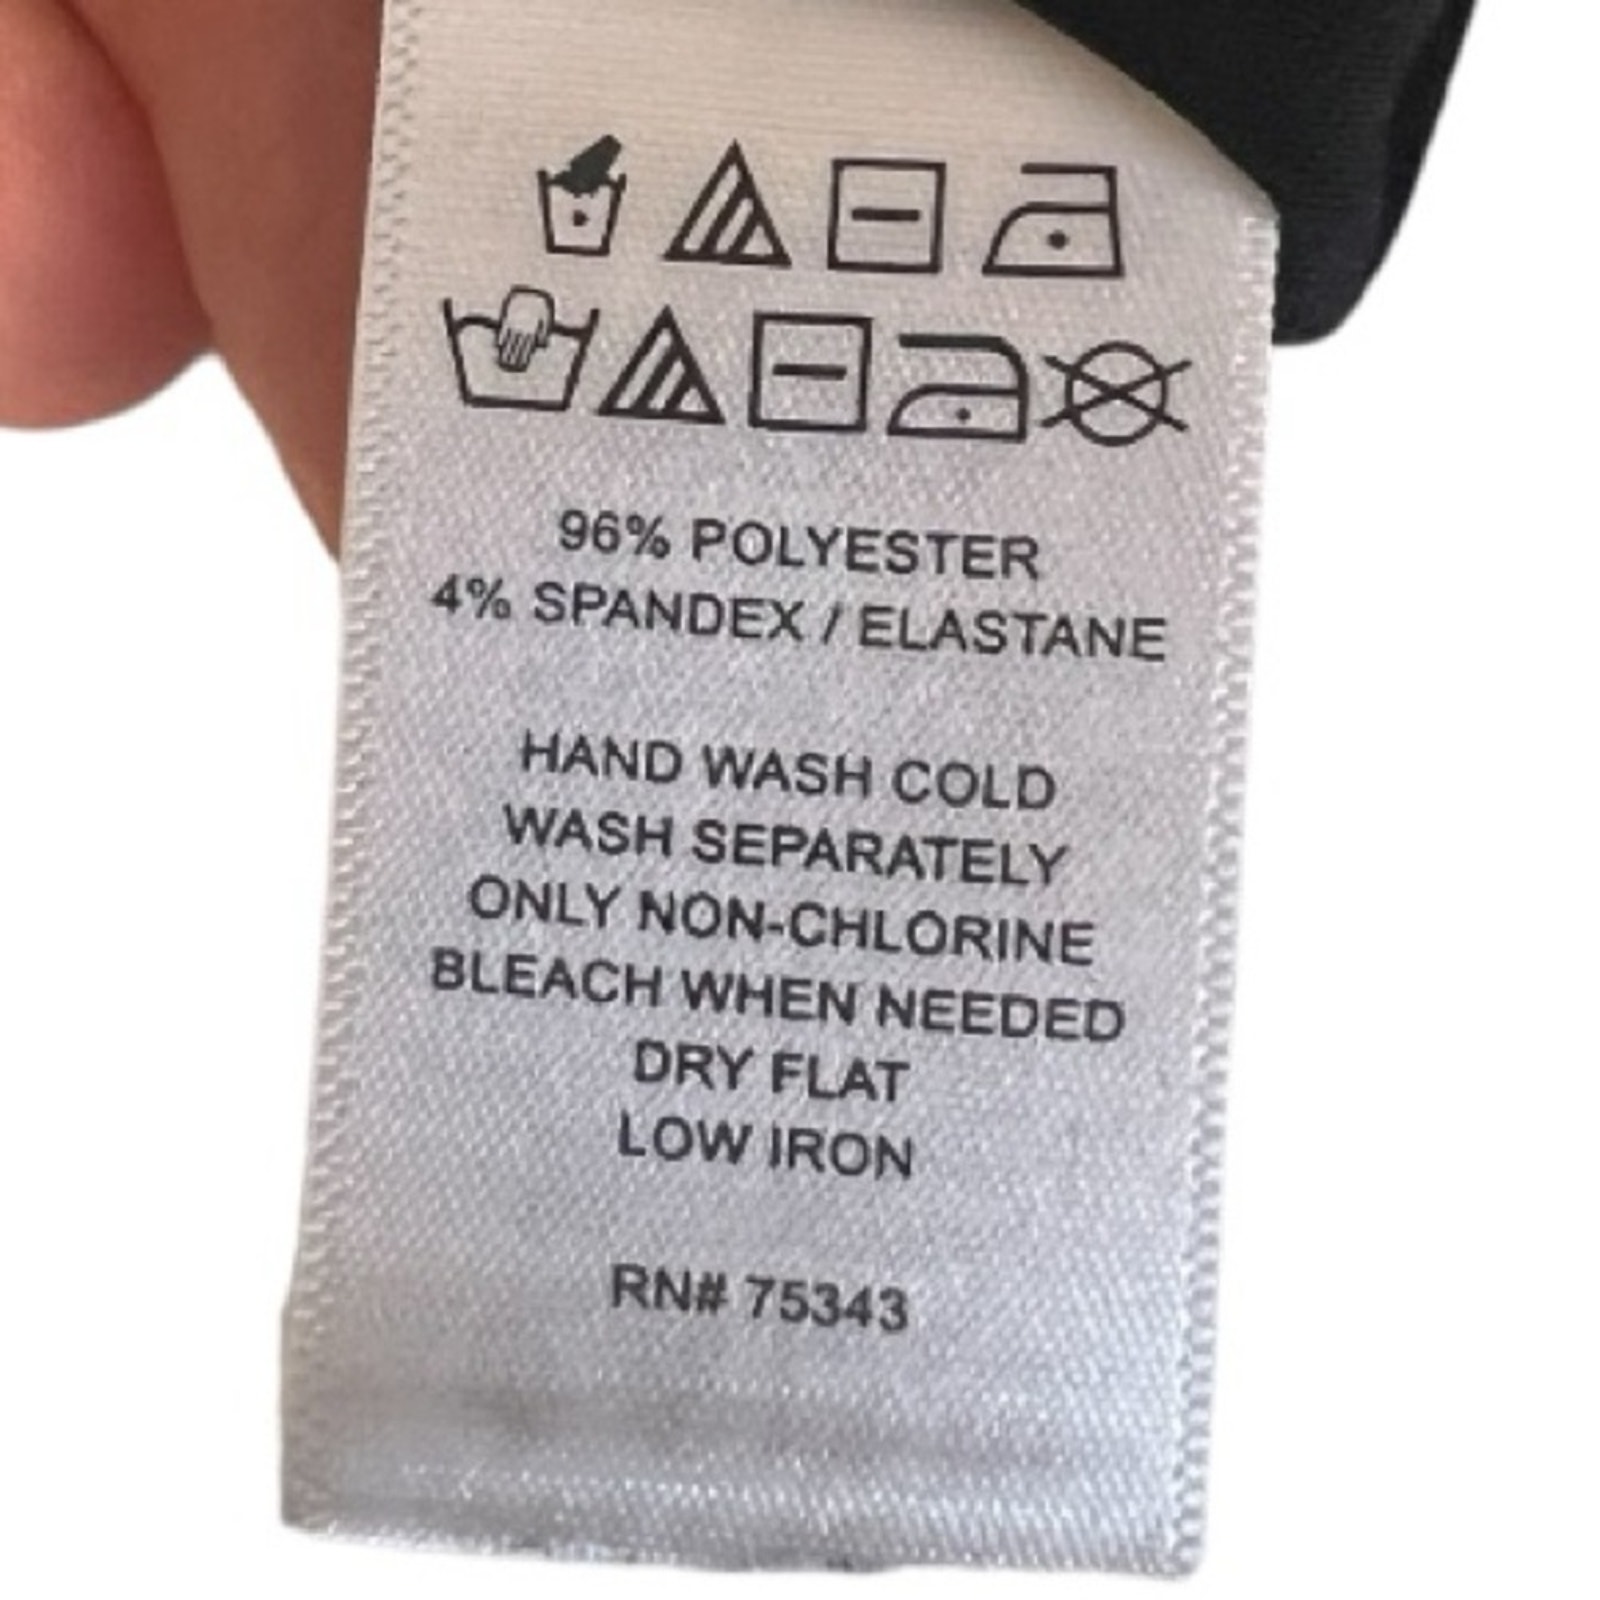 96% POLYESTER
4% SPANDEX / ELASTANE
HAND WASH COLD
WASH SEPARATELY
ONLY NON-CHLORINE
BLEACH WHEN NEEDED
DRY FLAT
LOW IRON
RN# 75343